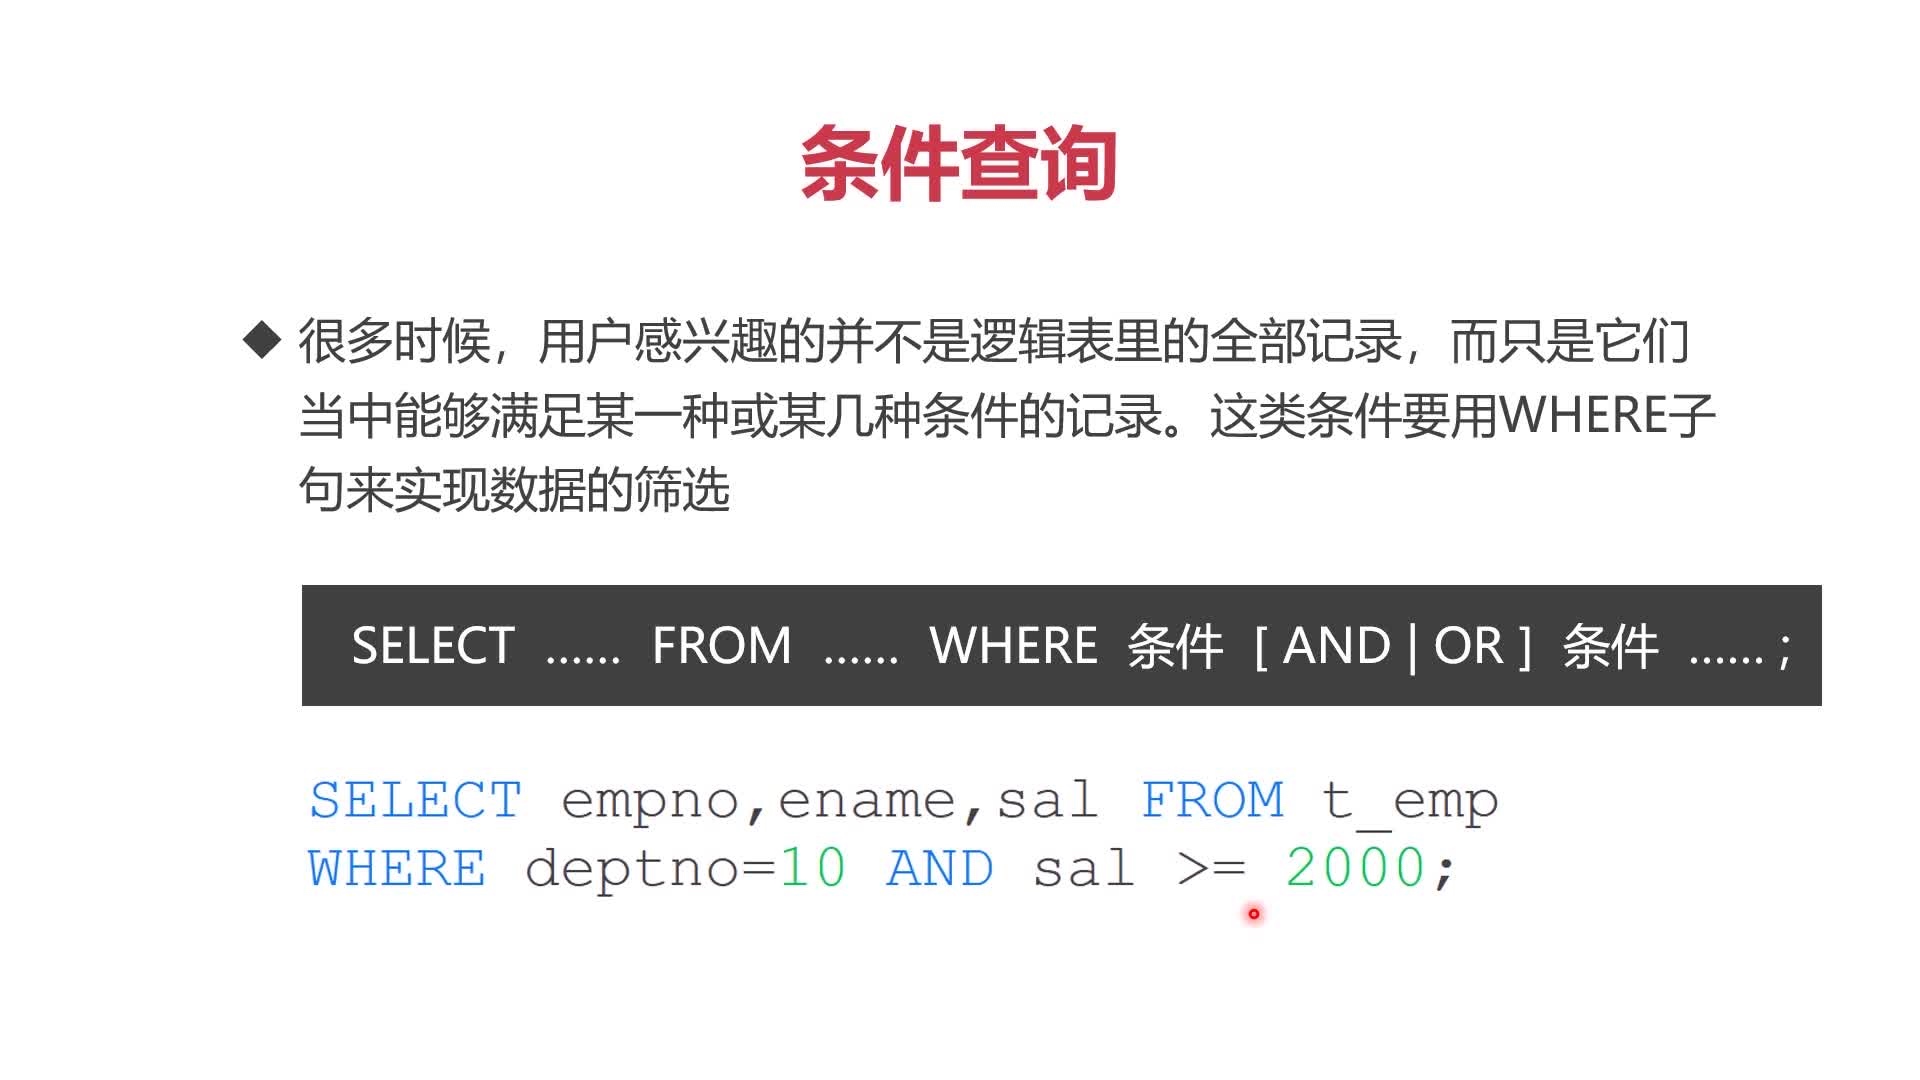 条件查询
很多时候，用户感兴趣的并不是逻辑表里的全部记录，而只是它们
当中能够满足某一种或某几种条件的记录。这类条件要用WHERE子
句来实现数据的筛选
SELECT ...... FROM ...... WHERE 条件 [ AND | OR ] 条件 ...... ;
SELECT empno,ename,sal FROM t_emp
WHERE deptno=10 AND sal >= 2000;